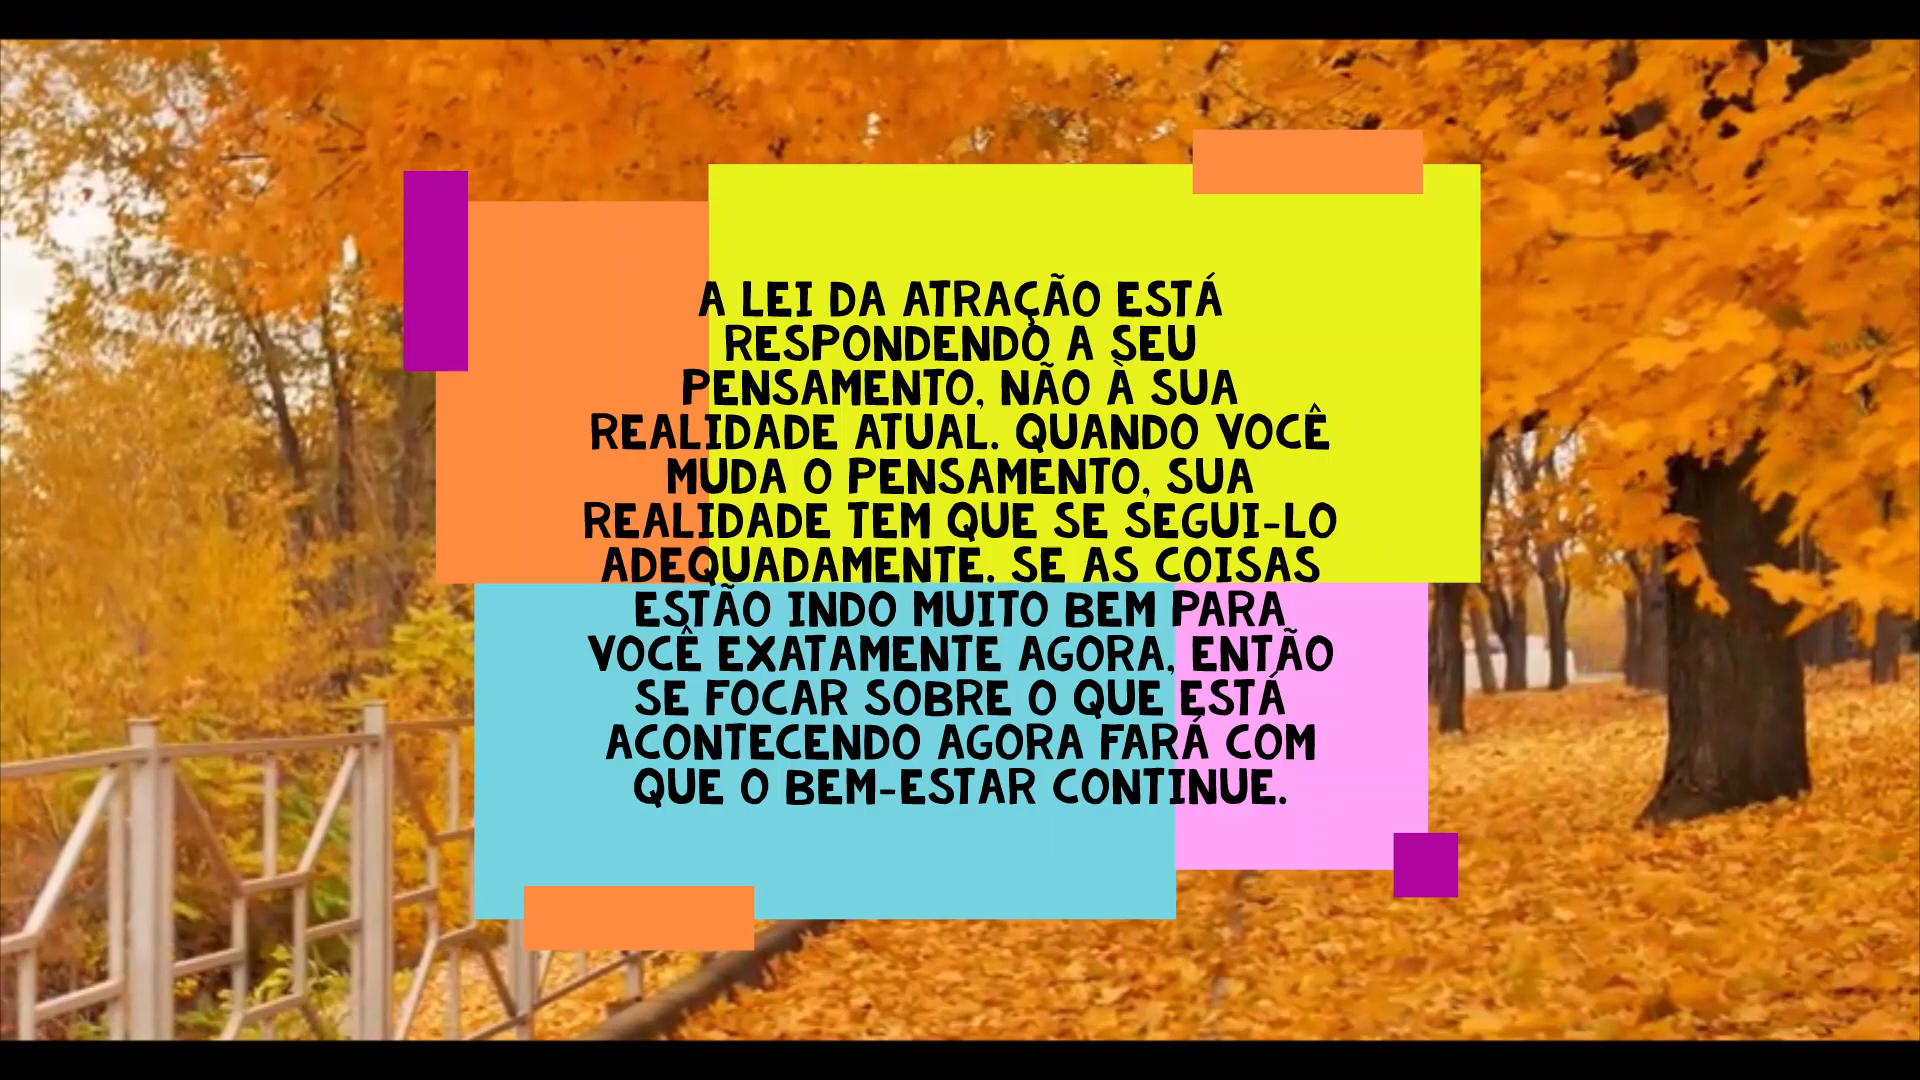 A LEI DA ATRAÇÃO ESTÁ
RESPONDENDO A SEU
PENSAMENTO, NÃO À SUA
REALIDADE ATUAL. QUANDO VOCÊ
MUDA O PENSAMENTO, SUA
REALIDADE TEM QUE SE SEGUI-LO
ADEQUADAMENTE. SE AS COISAS
ESTÃO INDO MUITO BEM PARA
VOCÊ EXATAMENTE AGORA, ENTÃO
SE FOCAR SOBRE O QUE ESTÁ
ACONTECENDO AGORA FARÁ COM
QUE O BEM-ESTAR CONTINUE.